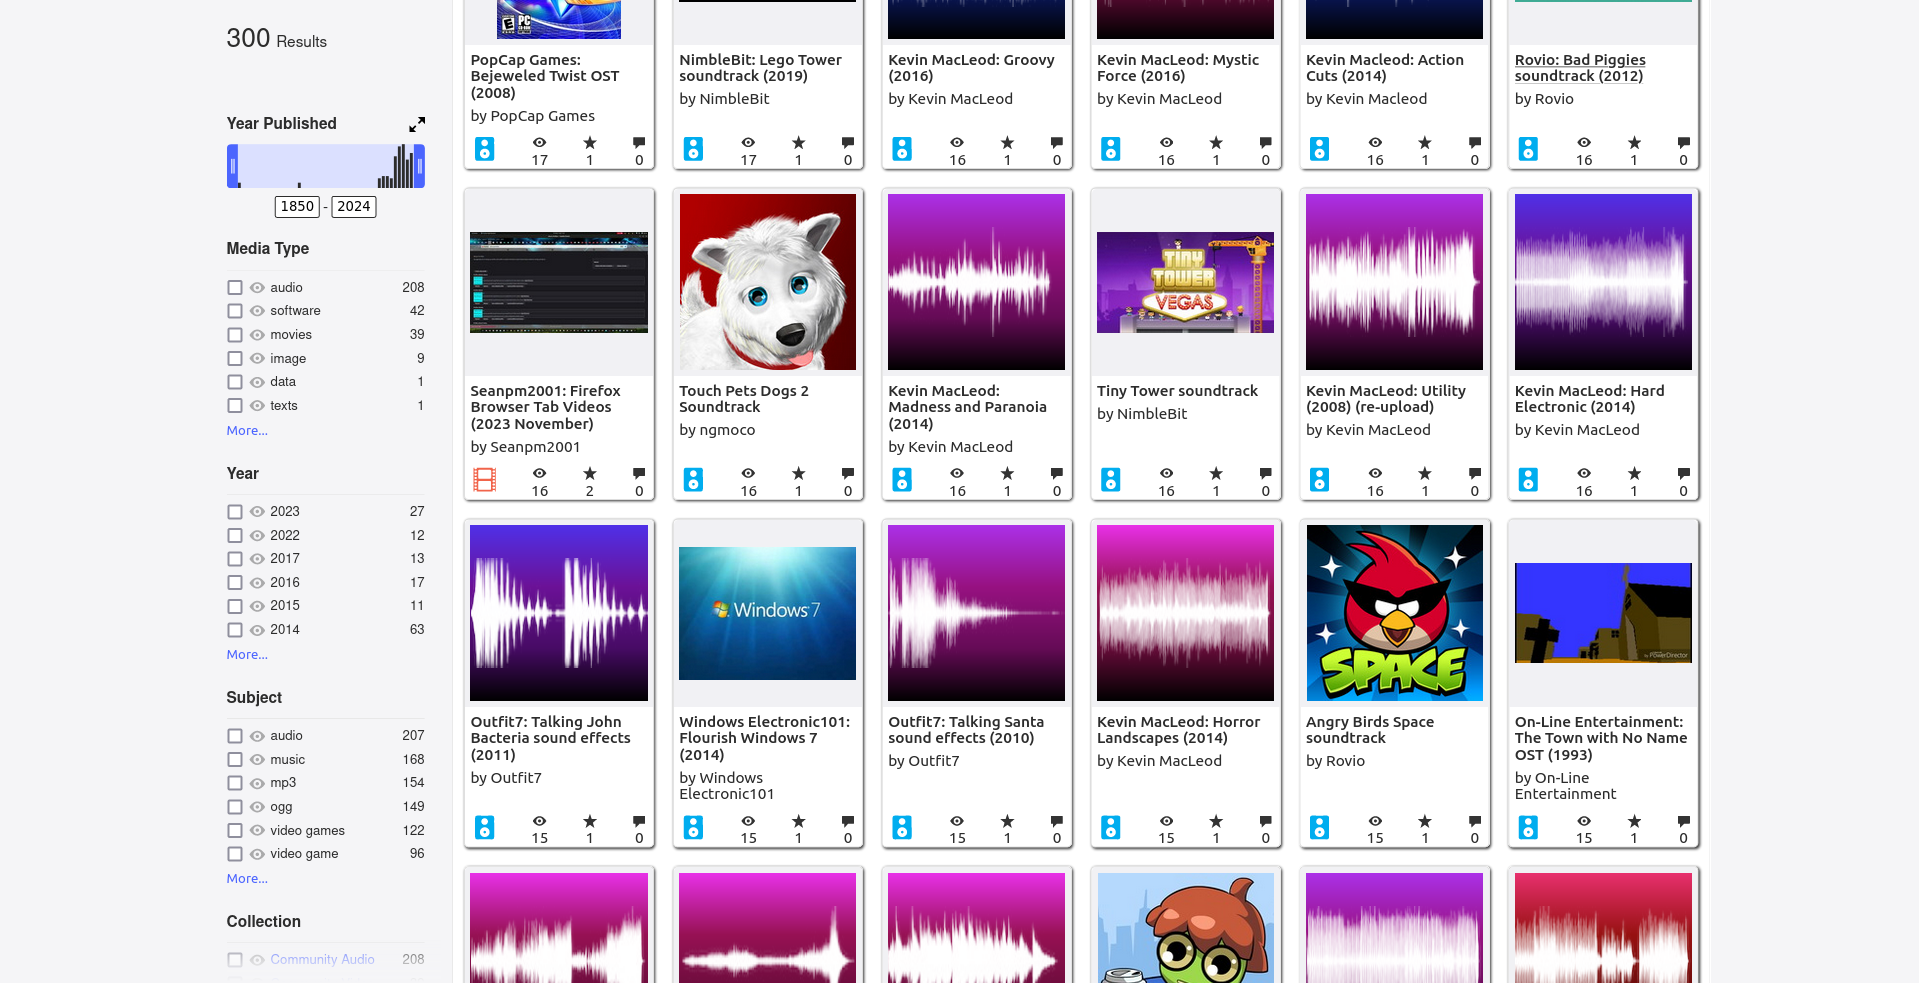 300 Results
Year Published
1850 - 2024
Media Type
audio 208
software 42
movies 39
image 9
data 1
texts 1
More...
Year
2023 27
2022 12
2017 13
2016 17
2015 11
2014 63
More...
Subject
audio 207
music 168
mp3 154
ogg 149
video games 122
video game 96
More...
Collection
Community Audio 208
E PC
PopCap Games:
Bejeweled Twist OST
(2008)
by PopCap Games
17 1 0
NimbleBit: Lego Tower
soundtrack (2019)
by NimbleBit
17 1 0
Kevin MacLeod: Groovy
(2016)
by Kevin MacLeod
16 1 0
Kevin MacLeod: Mystic
Force (2016)
by Kevin MacLeod
16 1 0
Kevin Macleod: Action
Cuts (2014)
by Kevin Macleod
16 1 0
Rovio: Bad Piggies
soundtrack (2012)
by Rovio
16 1 0
Seanpm2001: Firefox
Browser Tab Videos
(2023 November)
by Seanpm2001
16 2 0
Touch Pets Dogs 2
Soundtrack
by ngmoco
16 1 0
Kevin MacLeod:
Madness and Paranoia
(2014)
by Kevin MacLeod
16 1 0
TINY
TOWER
VEGAS
Tiny Tower soundtrack
by NimbleBit
16 1 0
Kevin MacLeod: Utility
(2008) (re-upload)
by Kevin MacLeod
16 1 0
Kevin MacLeod: Hard
Electronic (2014)
by Kevin MacLeod
16 1 0
Outfit7: Talking John
Bacteria sound effects
(2011)
by Outfit7
15 1 0
Windows 7
Windows Electronic101:
Flourish Windows 7
(2014)
by Windows
Electronic101
15 1 0
Outfit7: Talking Santa
sound effects (2010)
by Outfit7
15 1 0
Kevin MacLeod: Horror
Landscapes (2014)
by Kevin MacLeod
15 1 0
SPACE
Angry Birds Space
soundtrack
by Rovio
15 1 0
by PowerDirector
On-Line Entertainment:
The Town with No Name
OST (1993)
by On-Line
Entertainment
15 1 0